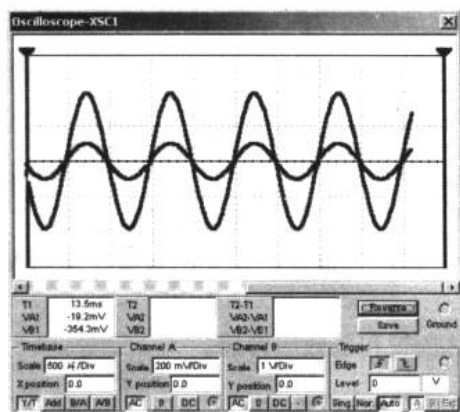 Oscilloscope-XSC1
T1 13.5ms T2 T2-T1 Reverse
VA1 -19.2mV VA2 VA2-VA1
VB1 -354.3mV VB2 VB2-VB1 Save Ground
Timebase Channel A Channel B Trigger
Scale 500 /Div Scale 200 mV/Div Scale 1 V/Div Edge
X position 0.0 Y position 0.0 Y position 0.0 Level 0 V
Y/T Add B/A A/B AC 0 DC AC 0 DC - Sing. Nor. Auto A B Ext